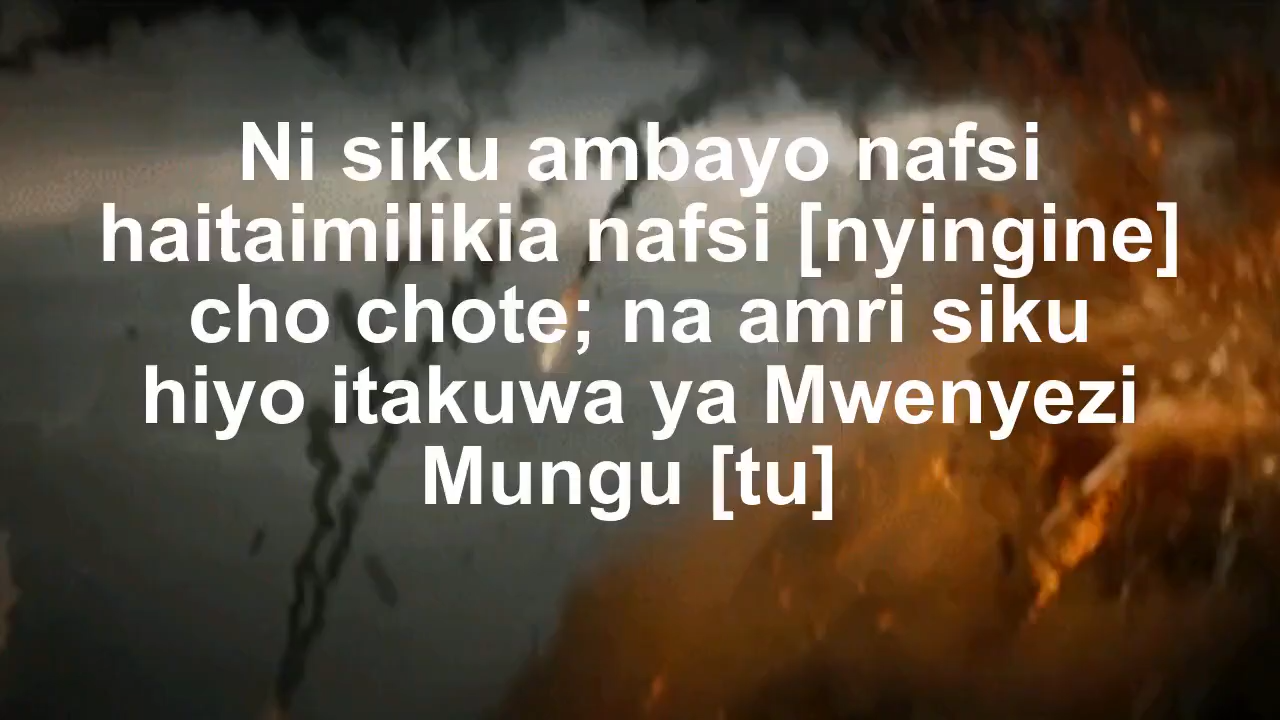 Ni siku ambayo nafsi
haitaimilikia nafsi [nyingine]
cho chote; na amri siku
hiyo itakuwa ya Mwenyezi
Mungu [tu]